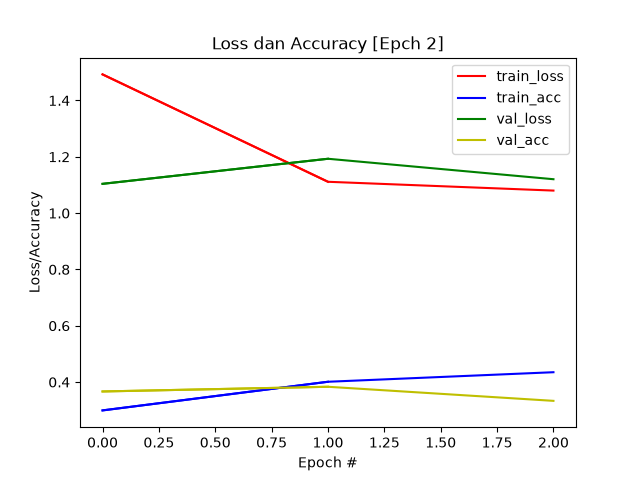 Loss dan Accuracy [Epch 2]
train_loss
train_acc
val_loss
val_acc
Loss/Accuracy
1.4
1.2
1.0
0.8
0.6
0.4
0.00 0.25 0.50 0.75 1.00 1.25 1.50 1.75 2.00
Epoch #